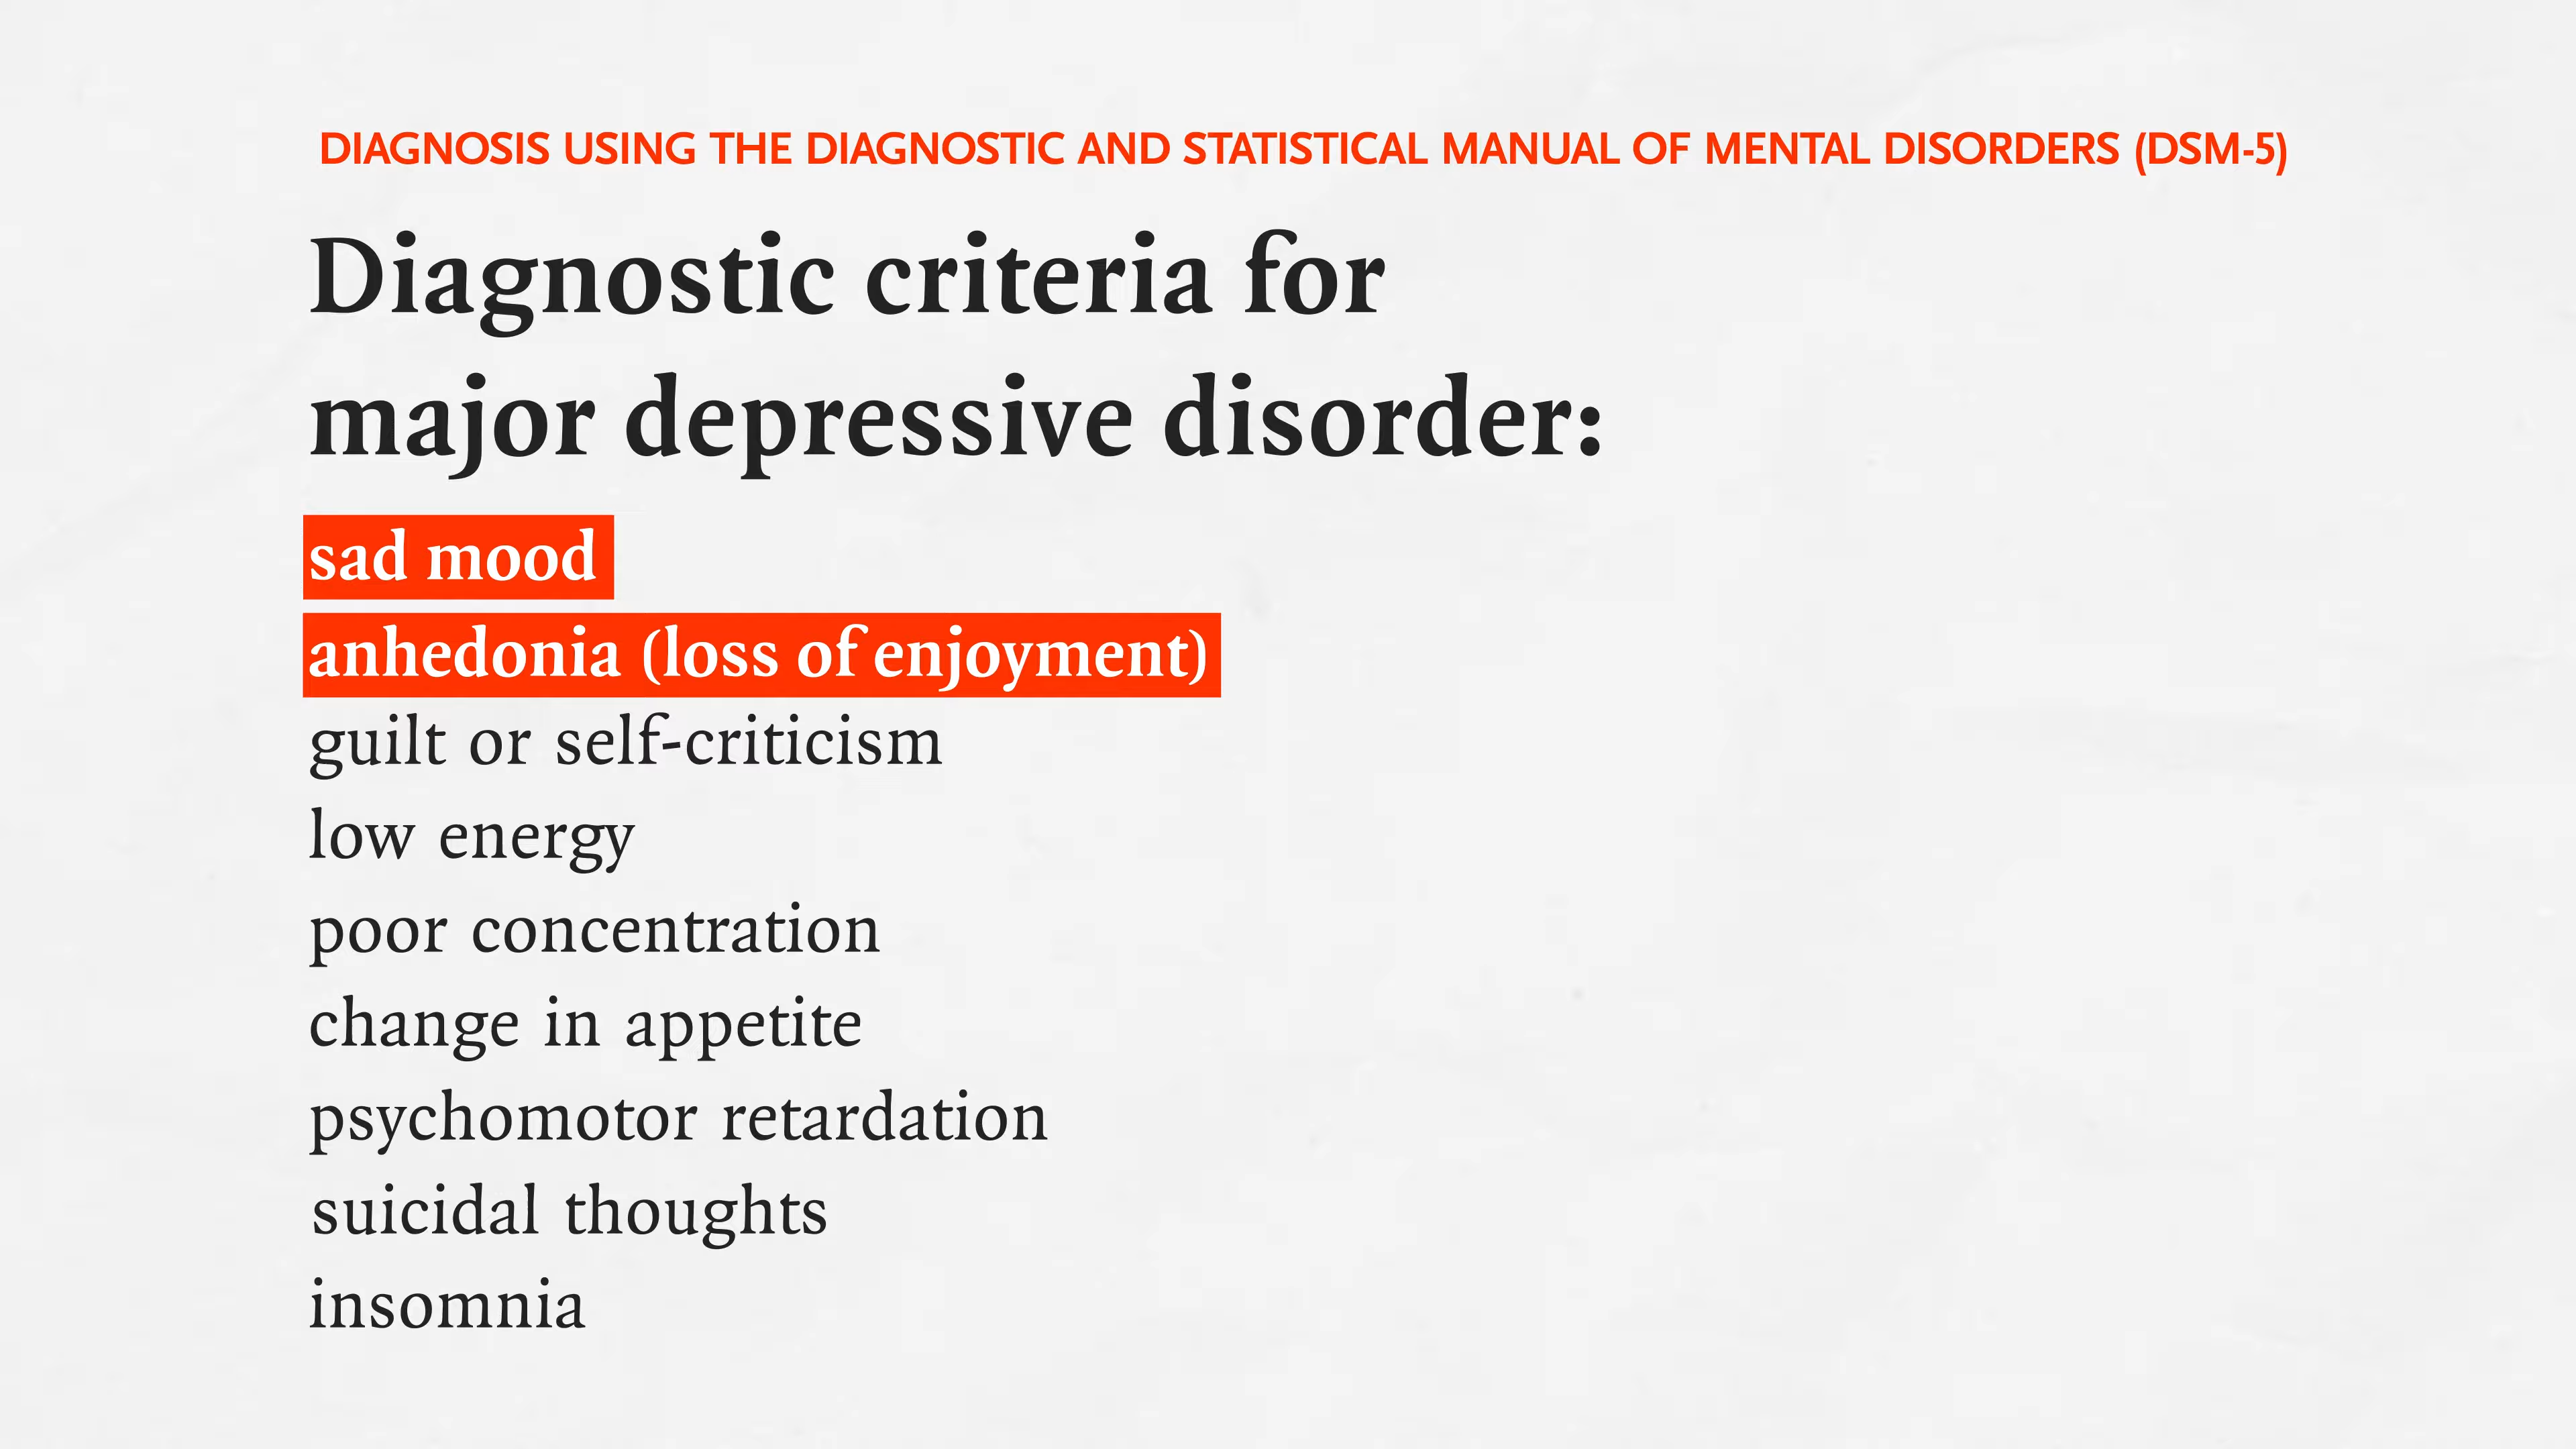 DIAGNOSIS USING THE DIAGNOSTIC AND STATISTICAL MANUAL OF MENTAL DISORDERS (DSM-5)
Diagnostic criteria for
major depressive disorder:
sad mood
anhedonia (loss of enjoyment)
guilt or self-criticism
low energy
poor concentration
change in appetite
psychomotor retardation
suicidal thoughts
insomnia